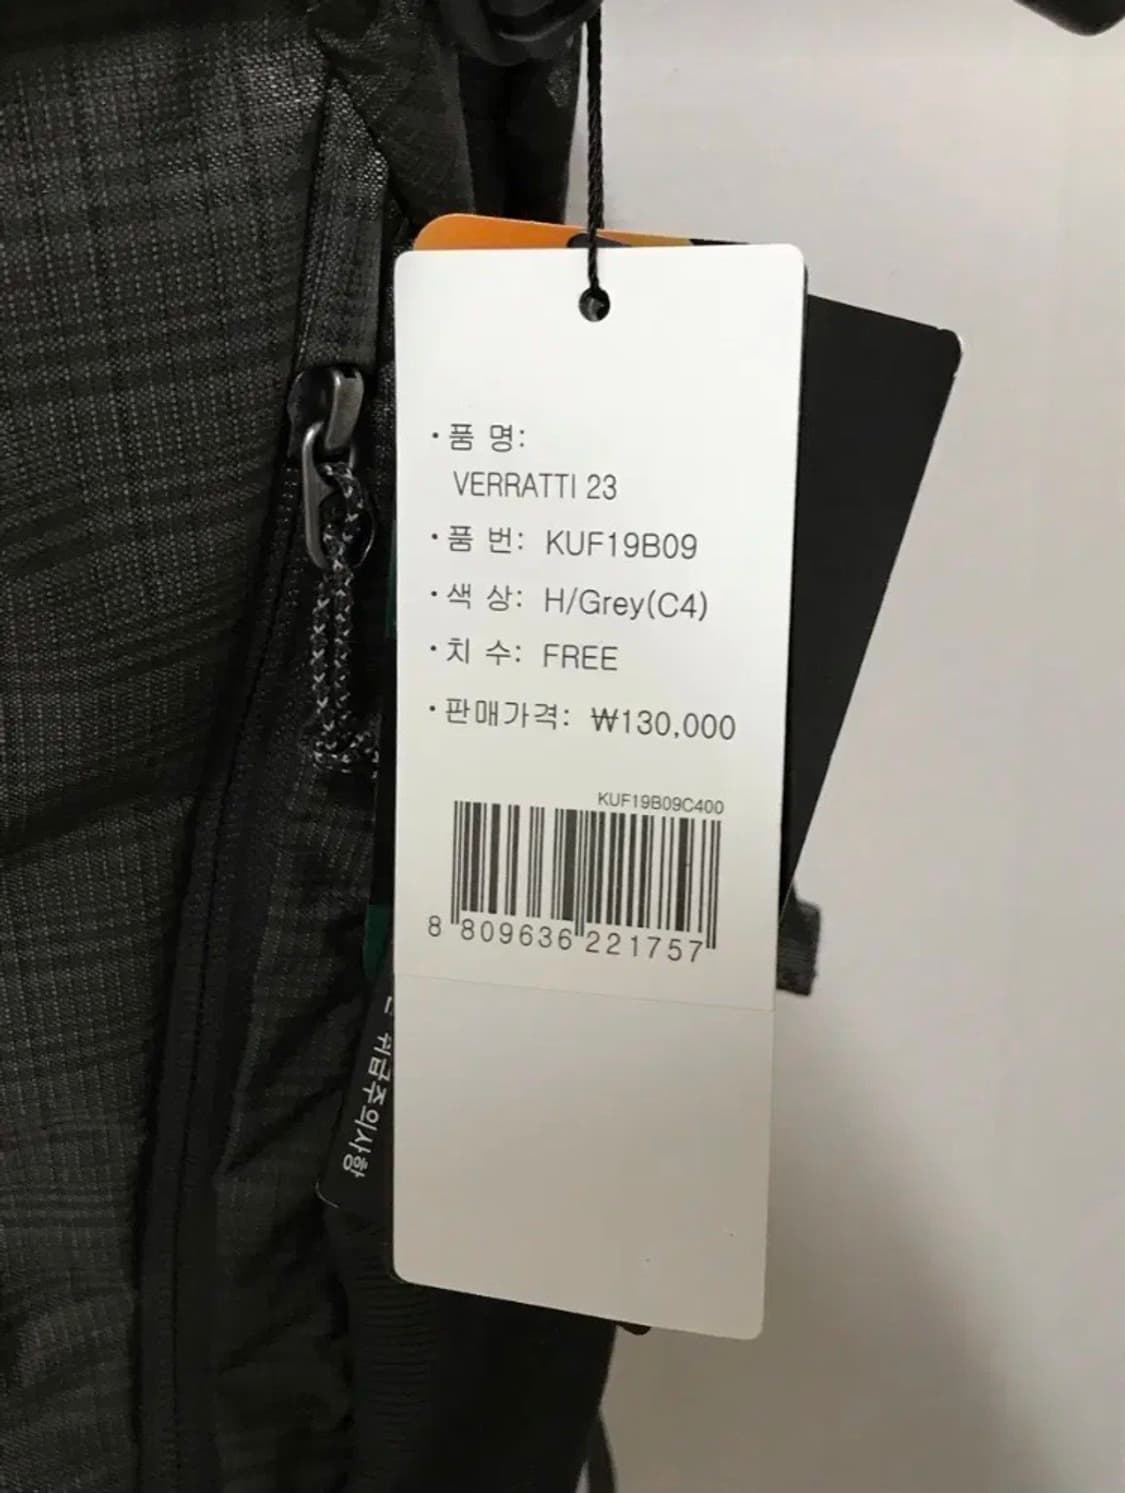 · 품 명:
VERRATTI 23
· 품 번: KUF19B09
· 색 상: H/Grey(C4)
· 치 수: FREE
· 판매가격: ₩130,000
KUF19B09C400
8 809636 221757
취급주의사항